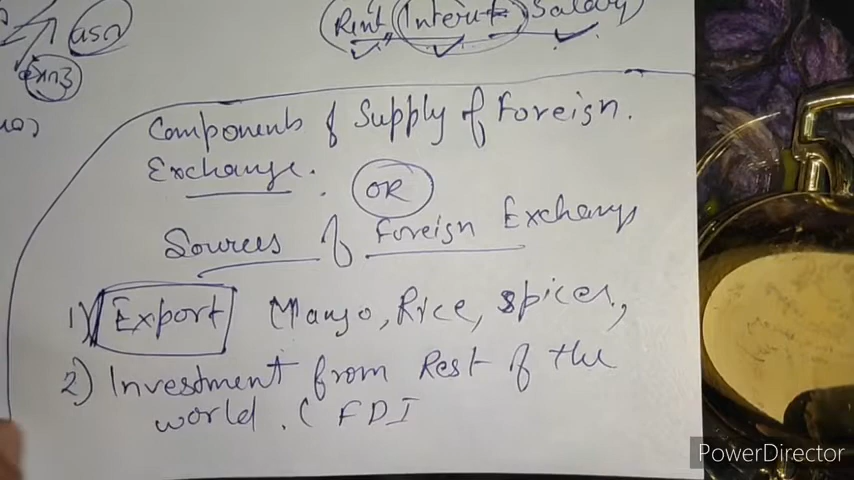 Rent, Interest Salary
Components of Supply of Foreign.
Exchange.
OR
Sources of Foreign Exchange
1) Export Mango, Rice, spices,
2) Investment from Rest of the
world. ( FDI
PowerDirector